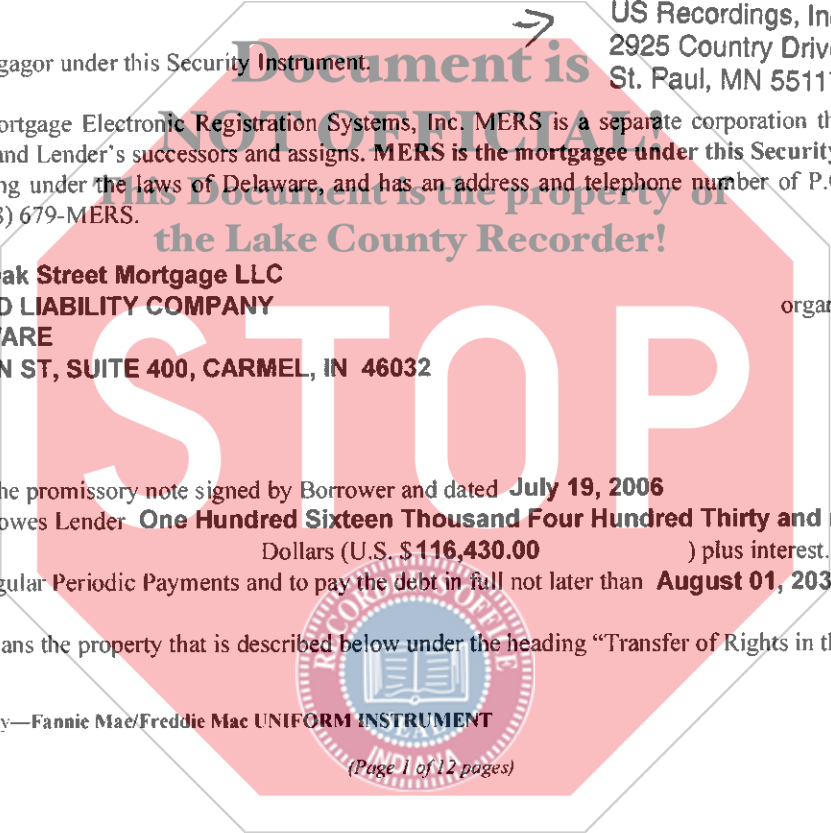 US Recordings, In
2925 Country Driv
St. Paul, MN 5511
Document is
NOT OFFICIAL!
This Document is the property of
the Lake County Recorder!
STOP
gagor under this Security Instrument.
ortgage Electronic Registration Systems, Inc. MERS is a separate corporation th
and Lender's successors and assigns. MERS is the mortgagee under this Security
ng under the laws of Delaware, and has an address and telephone number of P.
8) 679-MERS.
ak Street Mortgage LLC
D LIABILITY COMPANY organ
ARE
N ST, SUITE 400, CARMEL, IN 46032
he promissory note signed by Borrower and dated July 19, 2006
owes Lender One Hundred Sixteen Thousand Four Hundred Thirty and
Dollars (U.S. $116,430.00 ) plus interest.
gular Periodic Payments and to pay the debt in full not later than August 01, 203
ans the property that is described below under the heading “Transfer of Rights in th
y—Fannie Mae/Freddie Mac UNIFORM INSTRUMENT
(Page 1 of 12 pages)
RECORDER'S OFFICE
SEAL
INDIANA